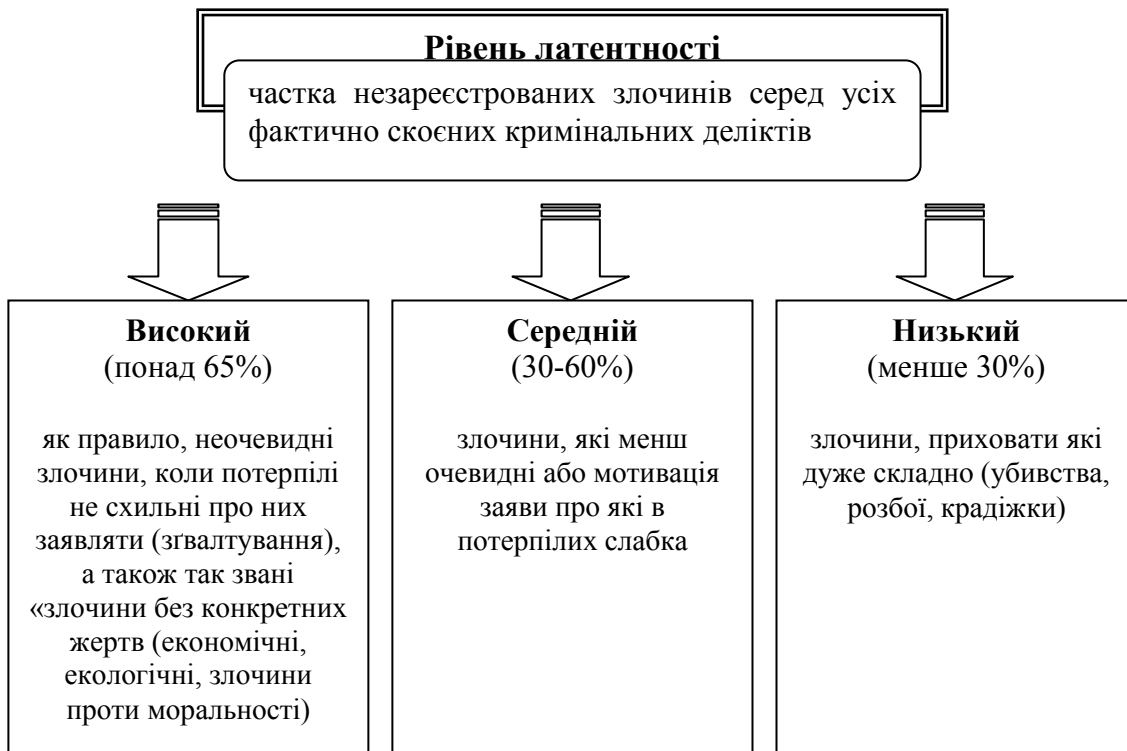 Рівень латентності
частка незареєстрованих злочинів серед усіх
фактично скоєних кримінальних деліктів
Високий
(понад 65%)
як правило, неочевидні
злочини, коли потерпілі
не схильні про них
заявляти (зґвалтування),
а також так звані
«злочини без конкретних
жертв (економічні,
екологічні, злочини
проти моральності)
Середній
(30-60%)
злочини, які менш
очевидні або мотивація
заяви про які в
потерпілих слабка
Низький
(менше 30%)
злочини, приховати які
дуже складно (убивства,
розбої, крадіжки)